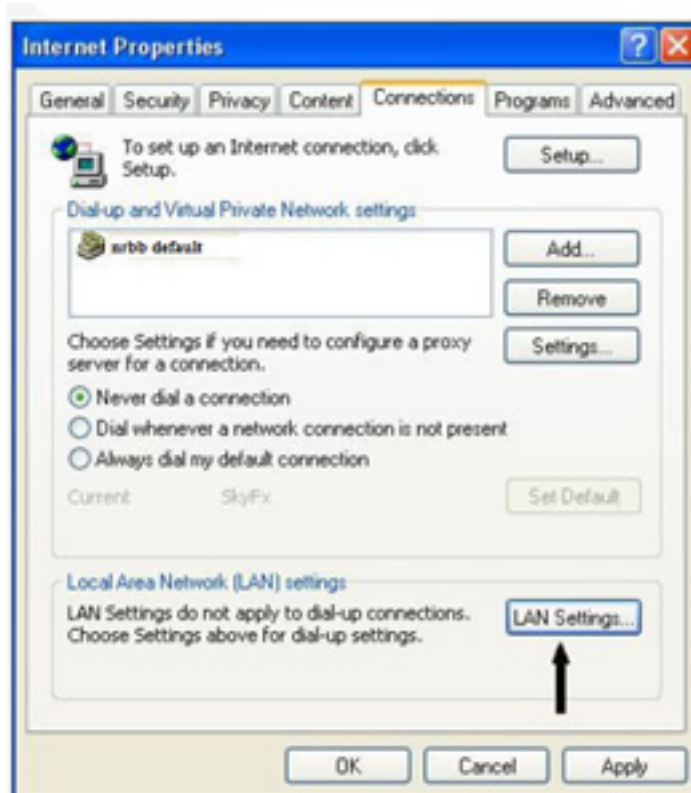 Internet Properties
General Security Privacy Content Connections Programs Advanced
To set up an Internet connection, click
Setup.
Setup...
Dial-up and Virtual Private Network settings
nrbb default
Add...
Remove
Choose Settings if you need to configure a proxy
server for a connection.
Settings...
Never dial a connection
Dial whenever a network connection is not present
Always dial my default connection
Current SkyFx Set Default
Local Area Network (LAN) settings
LAN Settings do not apply to dial-up connections.
Choose Settings above for dial-up settings.
LAN Settings...
OK Cancel Apply